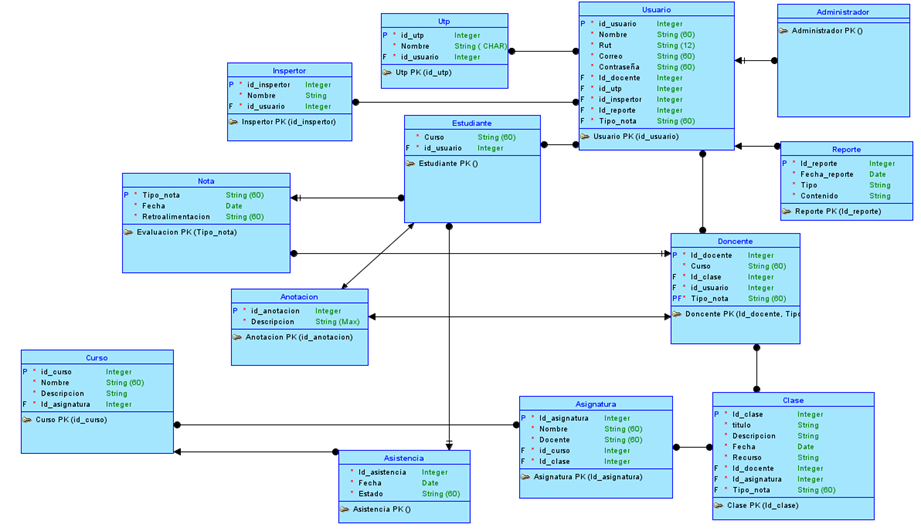 Utp
P * id_utp Integer
* Nombre String ( CHAR)
F * id_usuario Integer
Utp PK (id_utp)
Usuario
P * id_usuario Integer
* Nombre String (60)
* Rut String (12)
* Correo String (60)
* Contraseña String (60)
F * Id_docente Integer
F * id_utp Integer
F * id_inspertor Integer
F * Id_reporte Integer
F * Tipo_nota String (60)
Usuario PK (id_usuario)
Administrador
Administrador PK ()
Inspertor
P * id_inspertor Integer
* Nombre String
F * id_usuario Integer
Inspertor PK (id_inspertor)
Estudiante
* Curso String (60)
F * id_usuario Integer
Estudiante PK ()
Reporte
P * Id_reporte Integer
* Fecha_reporte Date
* Tipo String
* Contenido String
Reporte PK (Id_reporte)
Nota
P * Tipo_nota String (60)
* Fecha Date
* Retroalimentacion String (60)
Evaluacion PK (Tipo_nota)
Doncente
P * Id_docente Integer
* Curso String (60)
F * Id_clase Integer
F * id_usuario Integer
PF * Tipo_nota String (60)
Doncente PK (Id_docente, Tipo
Anotacion
P * id_anotacion Integer
* Descripcion String (Max)
Anotacion PK (id_anotacion)
Curso
P * id_curso Integer
* Nombre String (60)
* Descripcion String
F * Id_asignatura Integer
Curso PK (id_curso)
Asignatura
P * Id_asignatura Integer
* Nombre String (60)
* Docente String (60)
F * id_curso Integer
F * Id_clase Integer
Asignatura PK (Id_asignatura)
Clase
P * Id_clase Integer
* titulo String
* Descripcion String
* Fecha Date
* Recurso String
F * Id_docente Integer
F * Id_asignatura Integer
F * Tipo_nota String (60)
Clase PK (Id_clase)
Asistencia
* Id_asistencia Integer
* Fecha Date
* Estado String (60)
Asistencia PK ()